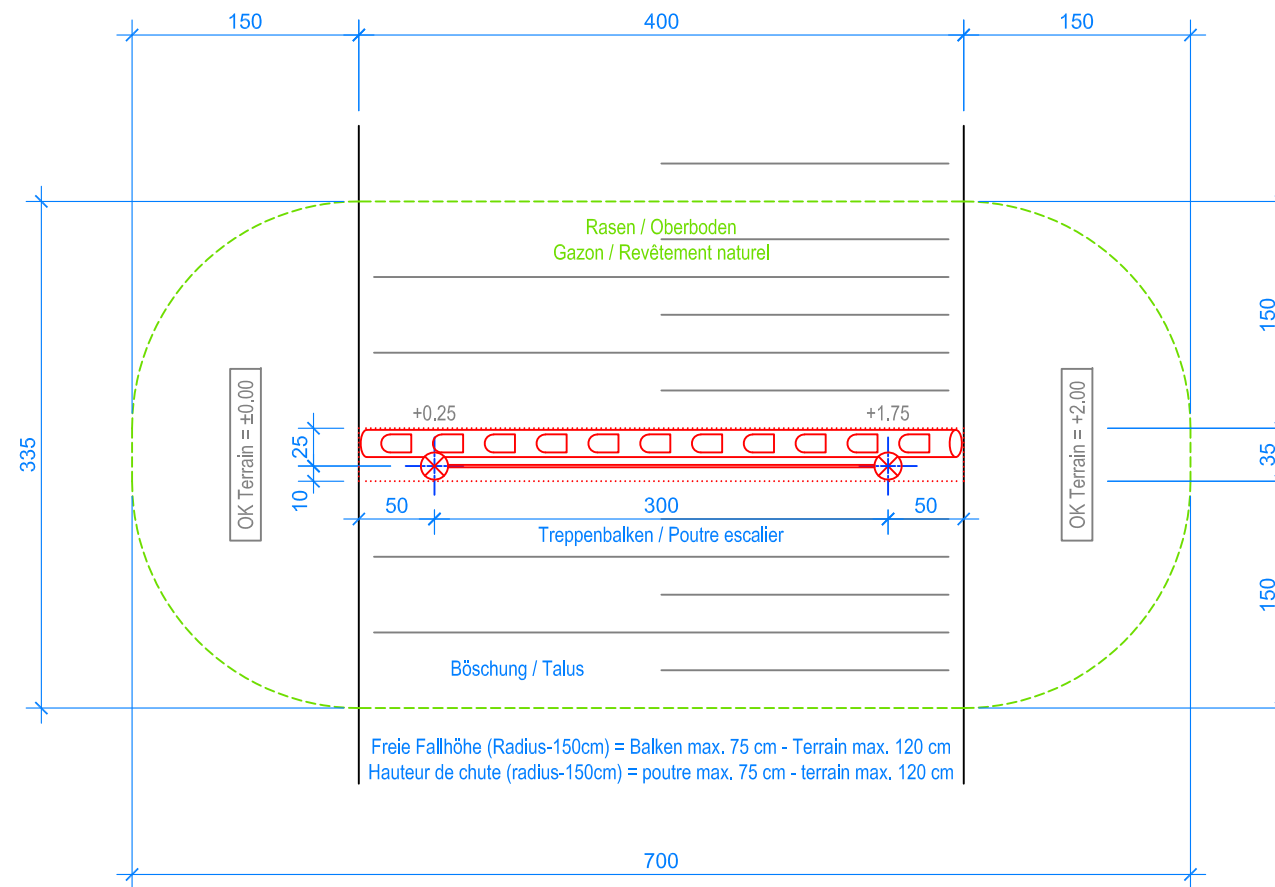 150
400
150
Rasen / Oberboden
Gazon / Revêtement naturel
150
OK Terrain = ±0.00
OK Terrain = +2.00
+0.25
+1.75
335
25
35
10
50
300
50
Treppenbalken / Poutre escalier
150
Böschung / Talus
Freie Fallhöhe (Radius-150cm) = Balken max. 75 cm - Terrain max. 120 cm
Hauteur de chute (radius-150cm) = poutre max. 75 cm - terrain max. 120 cm
700